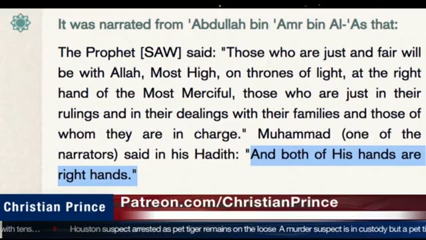 It was narrated from 'Abdullah bin 'Amr bin Al-'As that:
The Prophet [SAW] said: "Those who are just and fair will
be with Allah, Most High, on thrones of light, at the right
hand of the Most Merciful, those who are just in their
rulings and in their dealings with their families and those of
whom they are in charge." Muhammad (one of the
narrators) said in his Hadith: "And both of His hands are
right hands."
Christian Prince
Patreon.com/ChristianPrince
with tens...
Houston suspect arrested as pet tiger remains on the loose A murder suspect is in custody but a pet ti